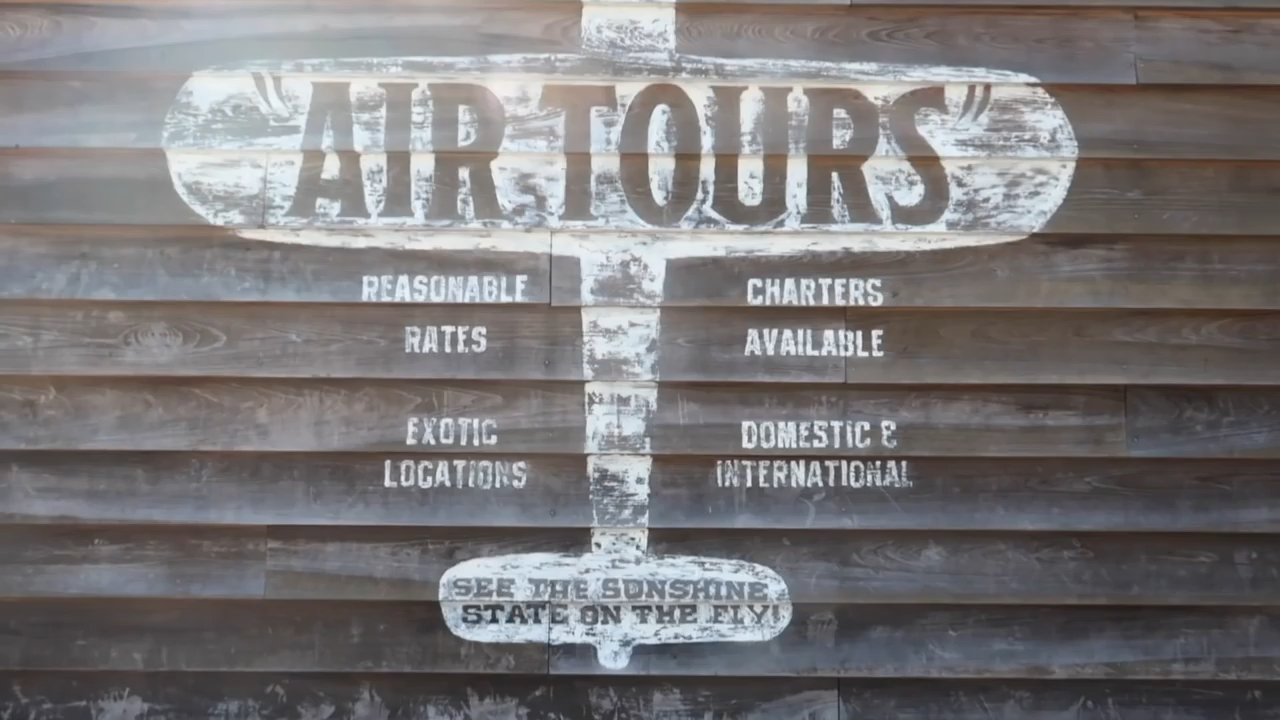 "AIR TOURS"
REASONABLE
RATES
CHARTERS
AVAILABLE
EXOTIC
LOCATIONS
DOMESTIC &
INTERNATIONAL
SEE THE SUNSHINE
STATE ON THE FLY!